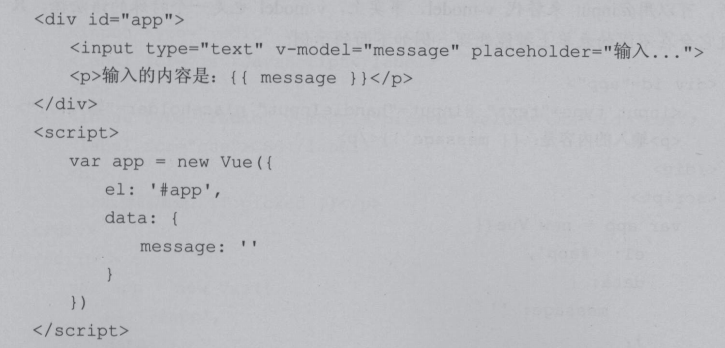 <div id="app">
<input type="text" v-model="message" placeholder="输入...">
<p>输入的内容是：{{ message }}</p>
</div>
<script>
var app = new Vue({
el: '#app',
data: {
message: ''
}
})
</script>